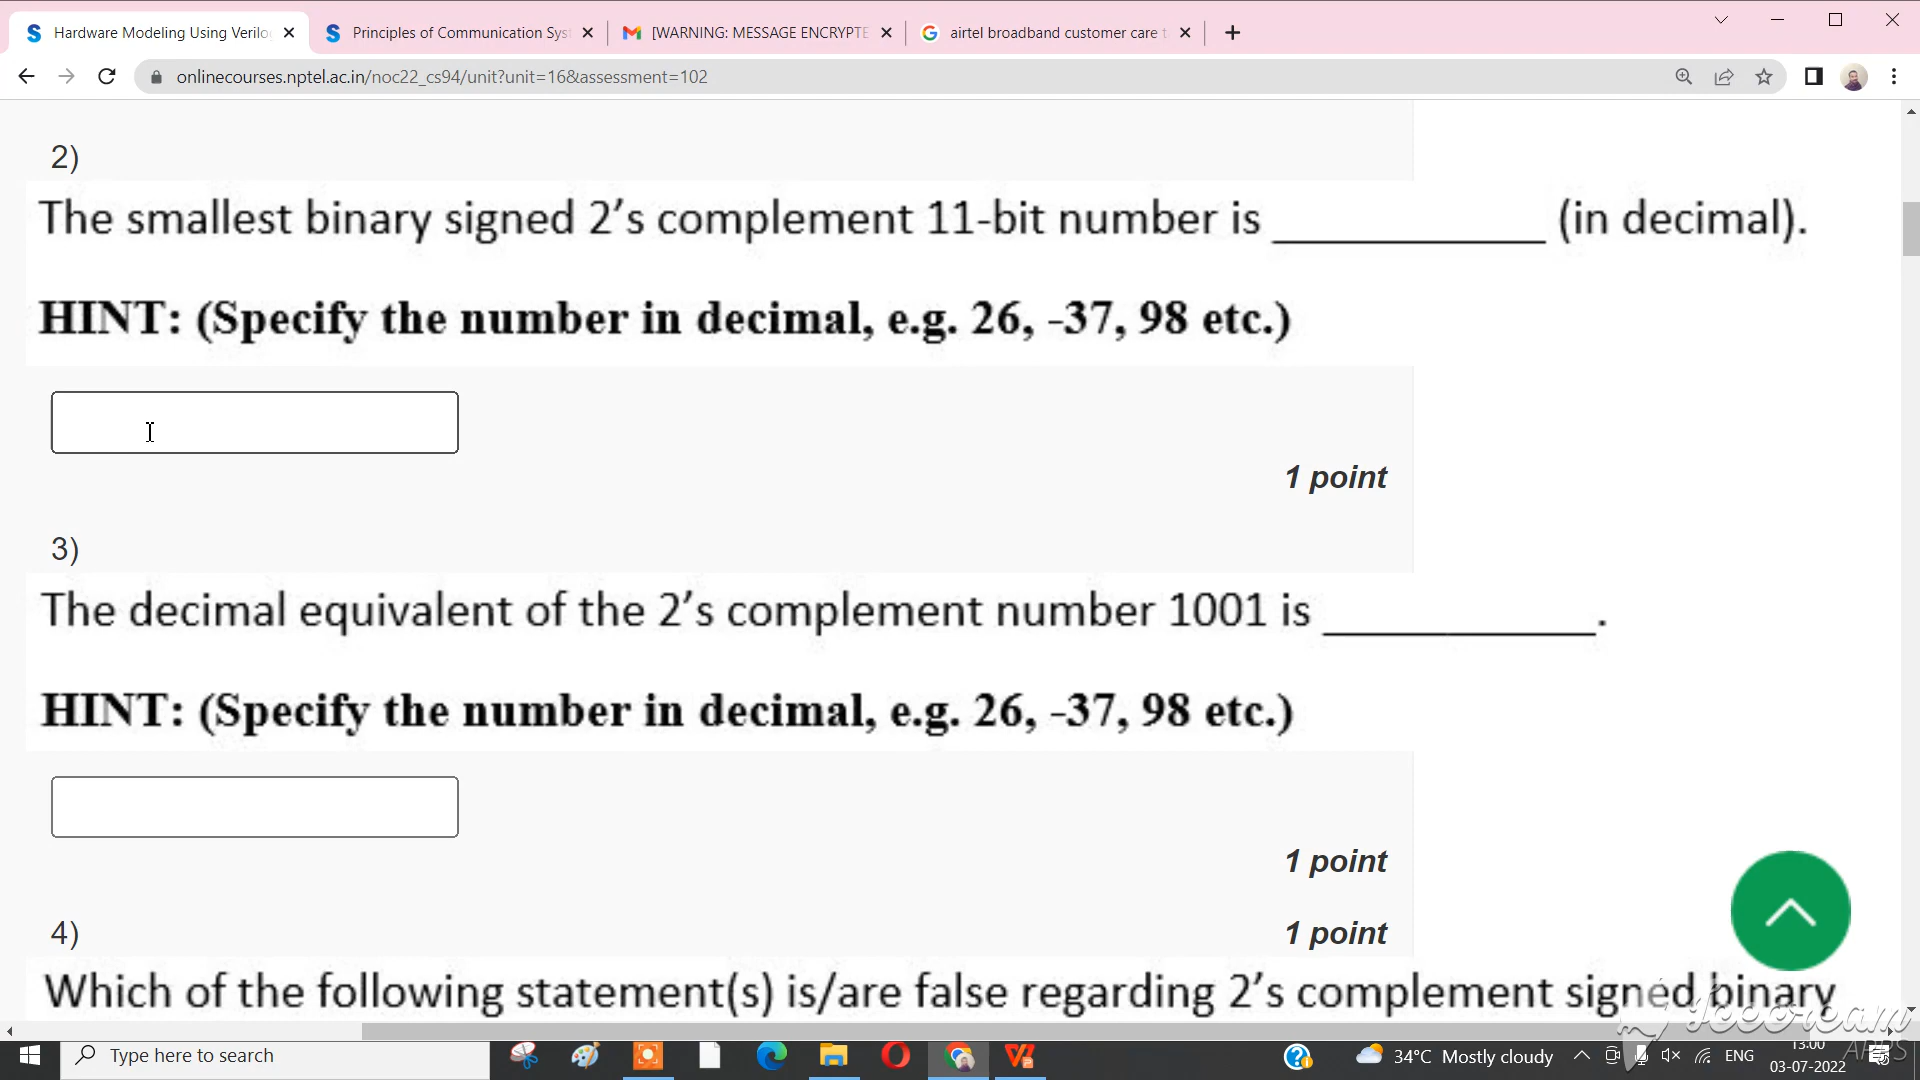 Hardware Modeling Using Verilo
Principles of Communication Sys
[WARNING: MESSAGE ENCRYPTE
airtel broadband customer care t
onlinecourses.nptel.ac.in/noc22_cs94/unit?unit=16&assessment=102
2)
The smallest binary signed 2’s complement 11-bit number is ____________ (in decimal).
HINT: (Specify the number in decimal, e.g. 26, -37, 98 etc.)
1 point
3)
The decimal equivalent of the 2’s complement number 1001 is ____________.
HINT: (Specify the number in decimal, e.g. 26, -37, 98 etc.)
1 point
4)
1 point
Which of the following statement(s) is/are false regarding 2’s complement signed binary
Icecream
APPS
Type here to search
34°C Mostly cloudy
ENG
13:00
03-07-2022